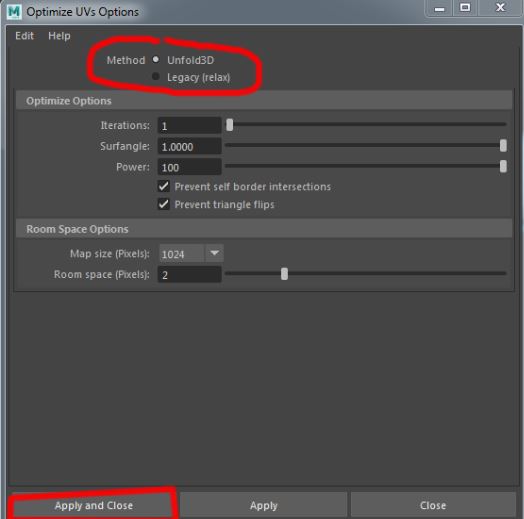 Optimize UVs Options
Edit Help
Method Unfold3D
Legacy (relax)
Optimize Options
Iterations: 1
Surfangle: 1.0000
Power: 100
Prevent self border intersections
Prevent triangle flips
Room Space Options
Map size (Pixels): 1024
Room space (Pixels): 2
Apply and Close Apply Close